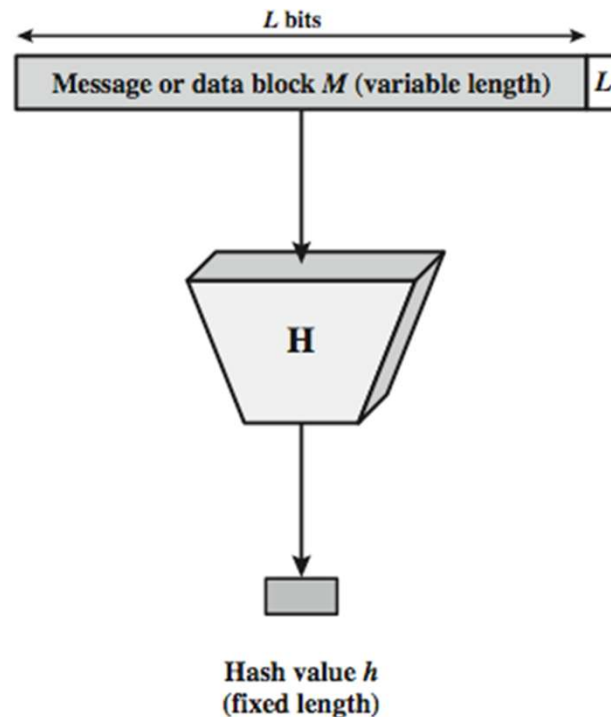 L bits
Message or data block M (variable length)
L
H
Hash value h
(fixed length)